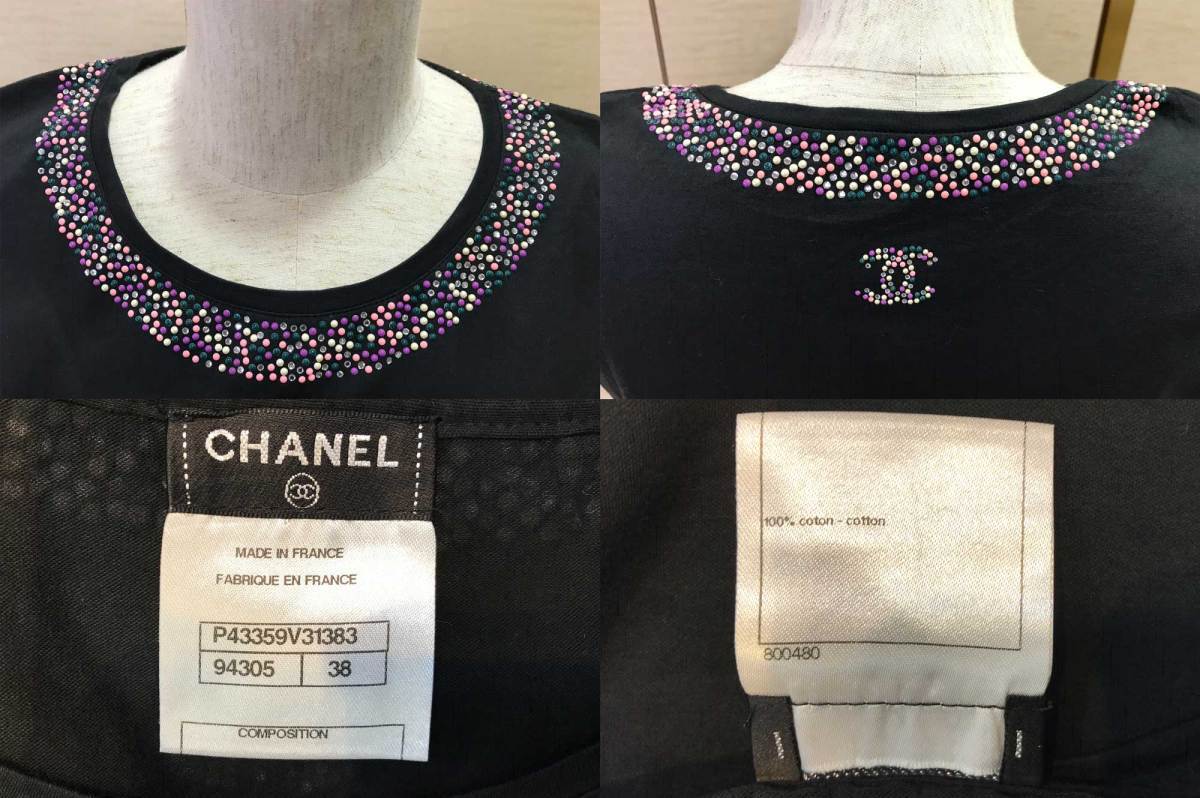 CHANEL
MADE IN FRANCE
FABRIQUE EN FRANCE
P43359V31383
94305 38
COMPOSITION
100% coton - cotton
800480